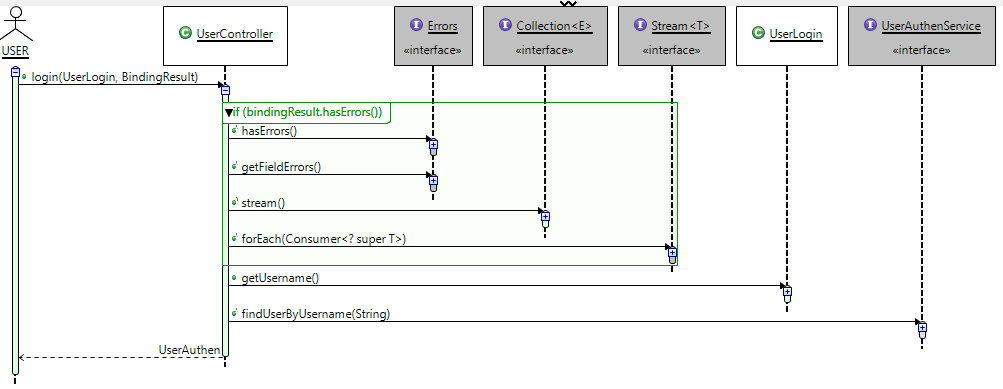 USER
C UserController
I Errors
«interface»
I Collection<E>
«interface»
I Stream<T>
«interface»
C UserLogin
I UserAuthenService
«interface»
login(UserLogin, BindingResult)
if (bindingResult.hasErrors())
hasErrors()
getFieldErrors()
stream()
forEach(Consumer<? super T>)
getUsername()
findUserByUsername(String)
UserAuthen